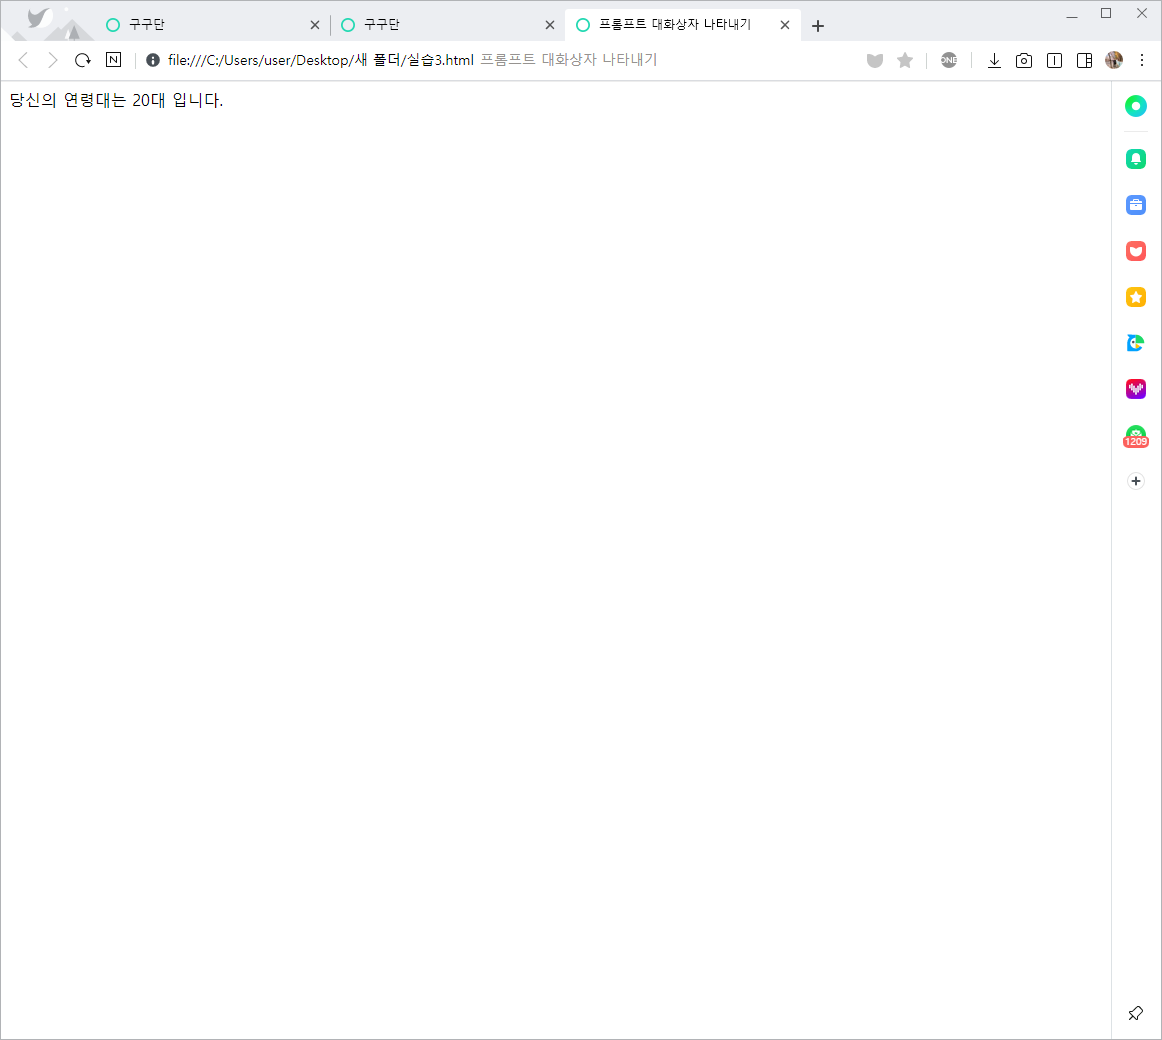 구구단
구구단
프롬프트 대화상자 나타내기
N
file:///C:/Users/user/Desktop/새 폴더/실습3.html 프롬프트 대화상자 나타내기
ONE
당신의 연령대는 20대 입니다.
1209